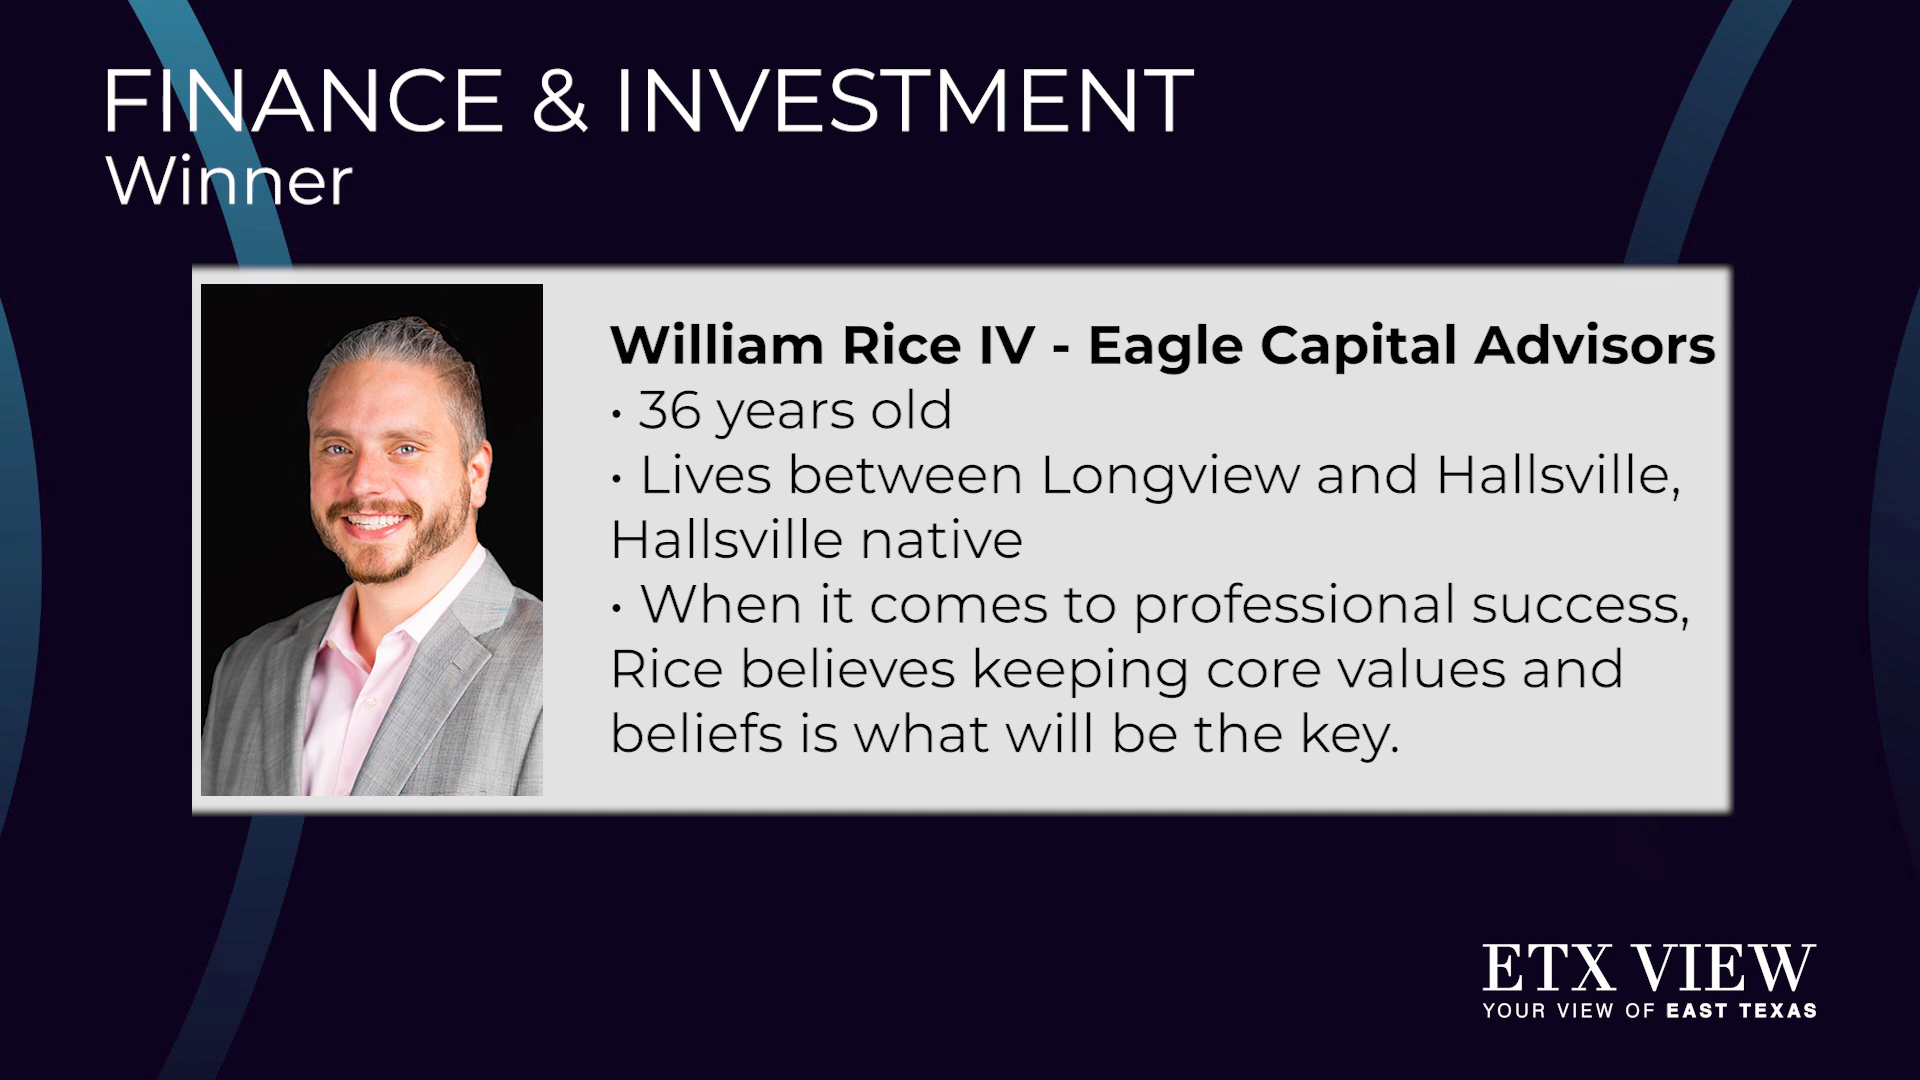 FINANCE & INVESTMENT
Winner
William Rice IV - Eagle Capital Advisors
• 36 years old
• Lives between Longview and Hallsville,
Hallsville native
• When it comes to professional success,
Rice believes keeping core values and
beliefs is what will be the key.
ETX VIEW
YOUR VIEW OF EAST TEXAS